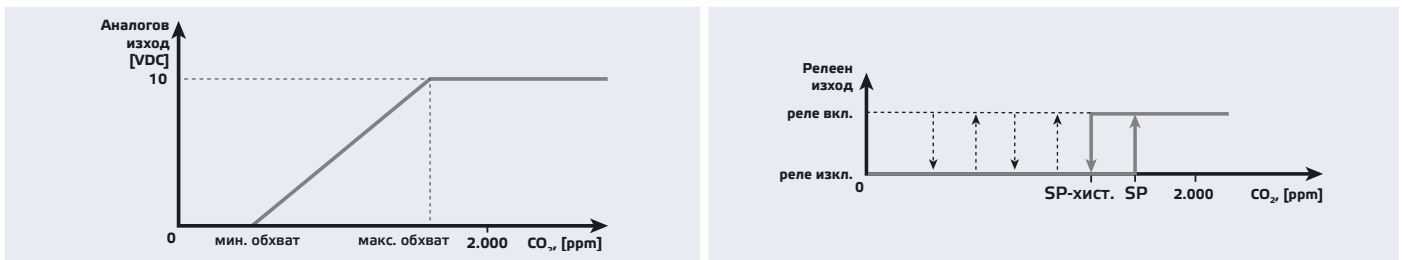 Аналогов
изход
[VDC]
10
0
мин. обхват
макс. обхват
2.000
CO₂, [ppm]
Релеен
изход
реле вкл.
реле изкл.
0
SP-хист.
SP
2.000
CO₂, [ppm]